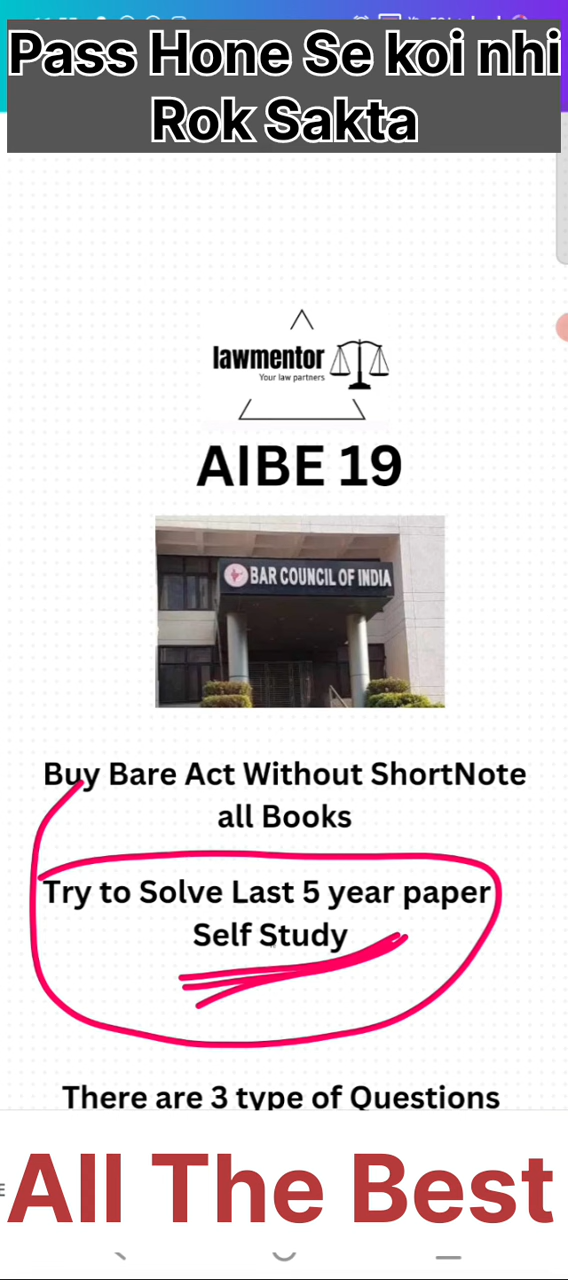 Pass Hone Se koi nhi
Rok Sakta
lawmentor
Your law partners
AIBE 19
BAR COUNCIL OF INDIA
Buy Bare Act Without ShortNote
all Books
Try to Solve Last 5 year paper
Self Study
There are 3 type of Questions
All The Best